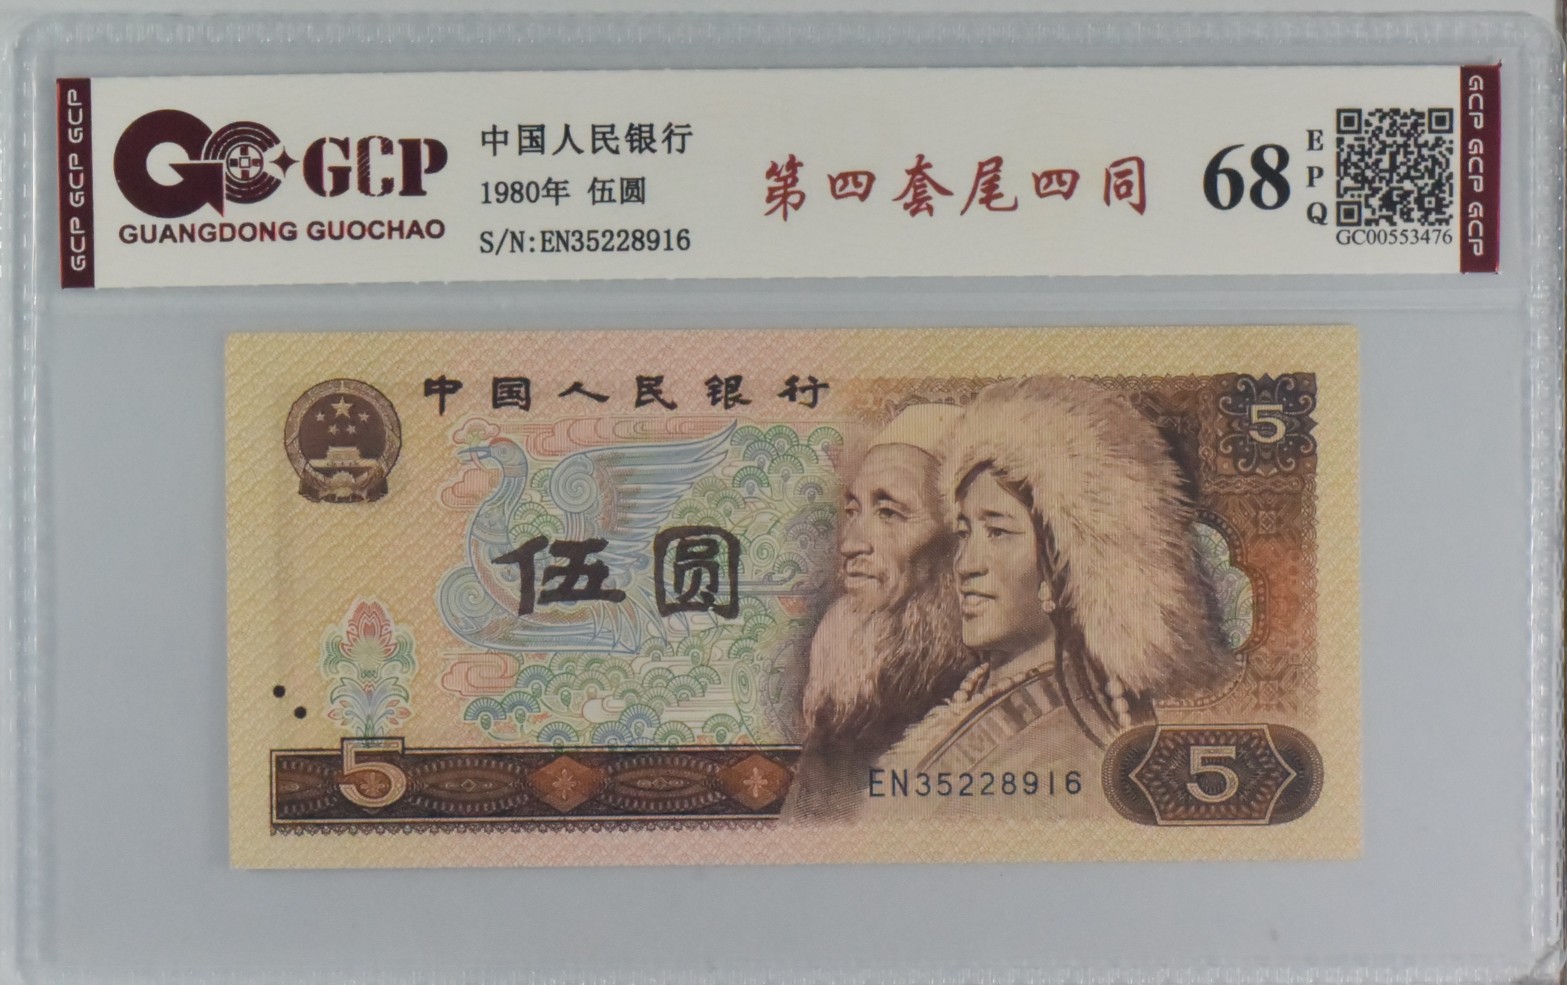 GCP GCP GCP
GCP
GUANGDONG GUOCHAO
中国人民银行
1980年 伍圆
S/N:EN35228916
第四套尾四同
68
EPQ
GC00553476
GCP GCP GCP
中国人民银行
5
伍圆
5
EN35228916
5